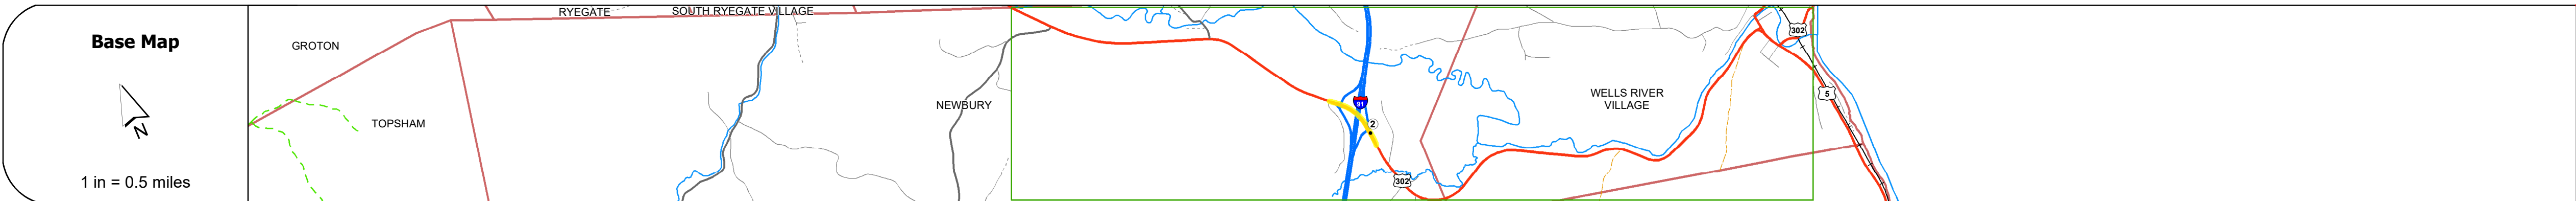 Base Map
N
1 in = 0.5 miles
GROTON
TOPSHAM
RYEGATE
SOUTH RYEGATE VILLAGE
NEWBURY
91
2
302
WELLS RIVER
VILLAGE
302
5